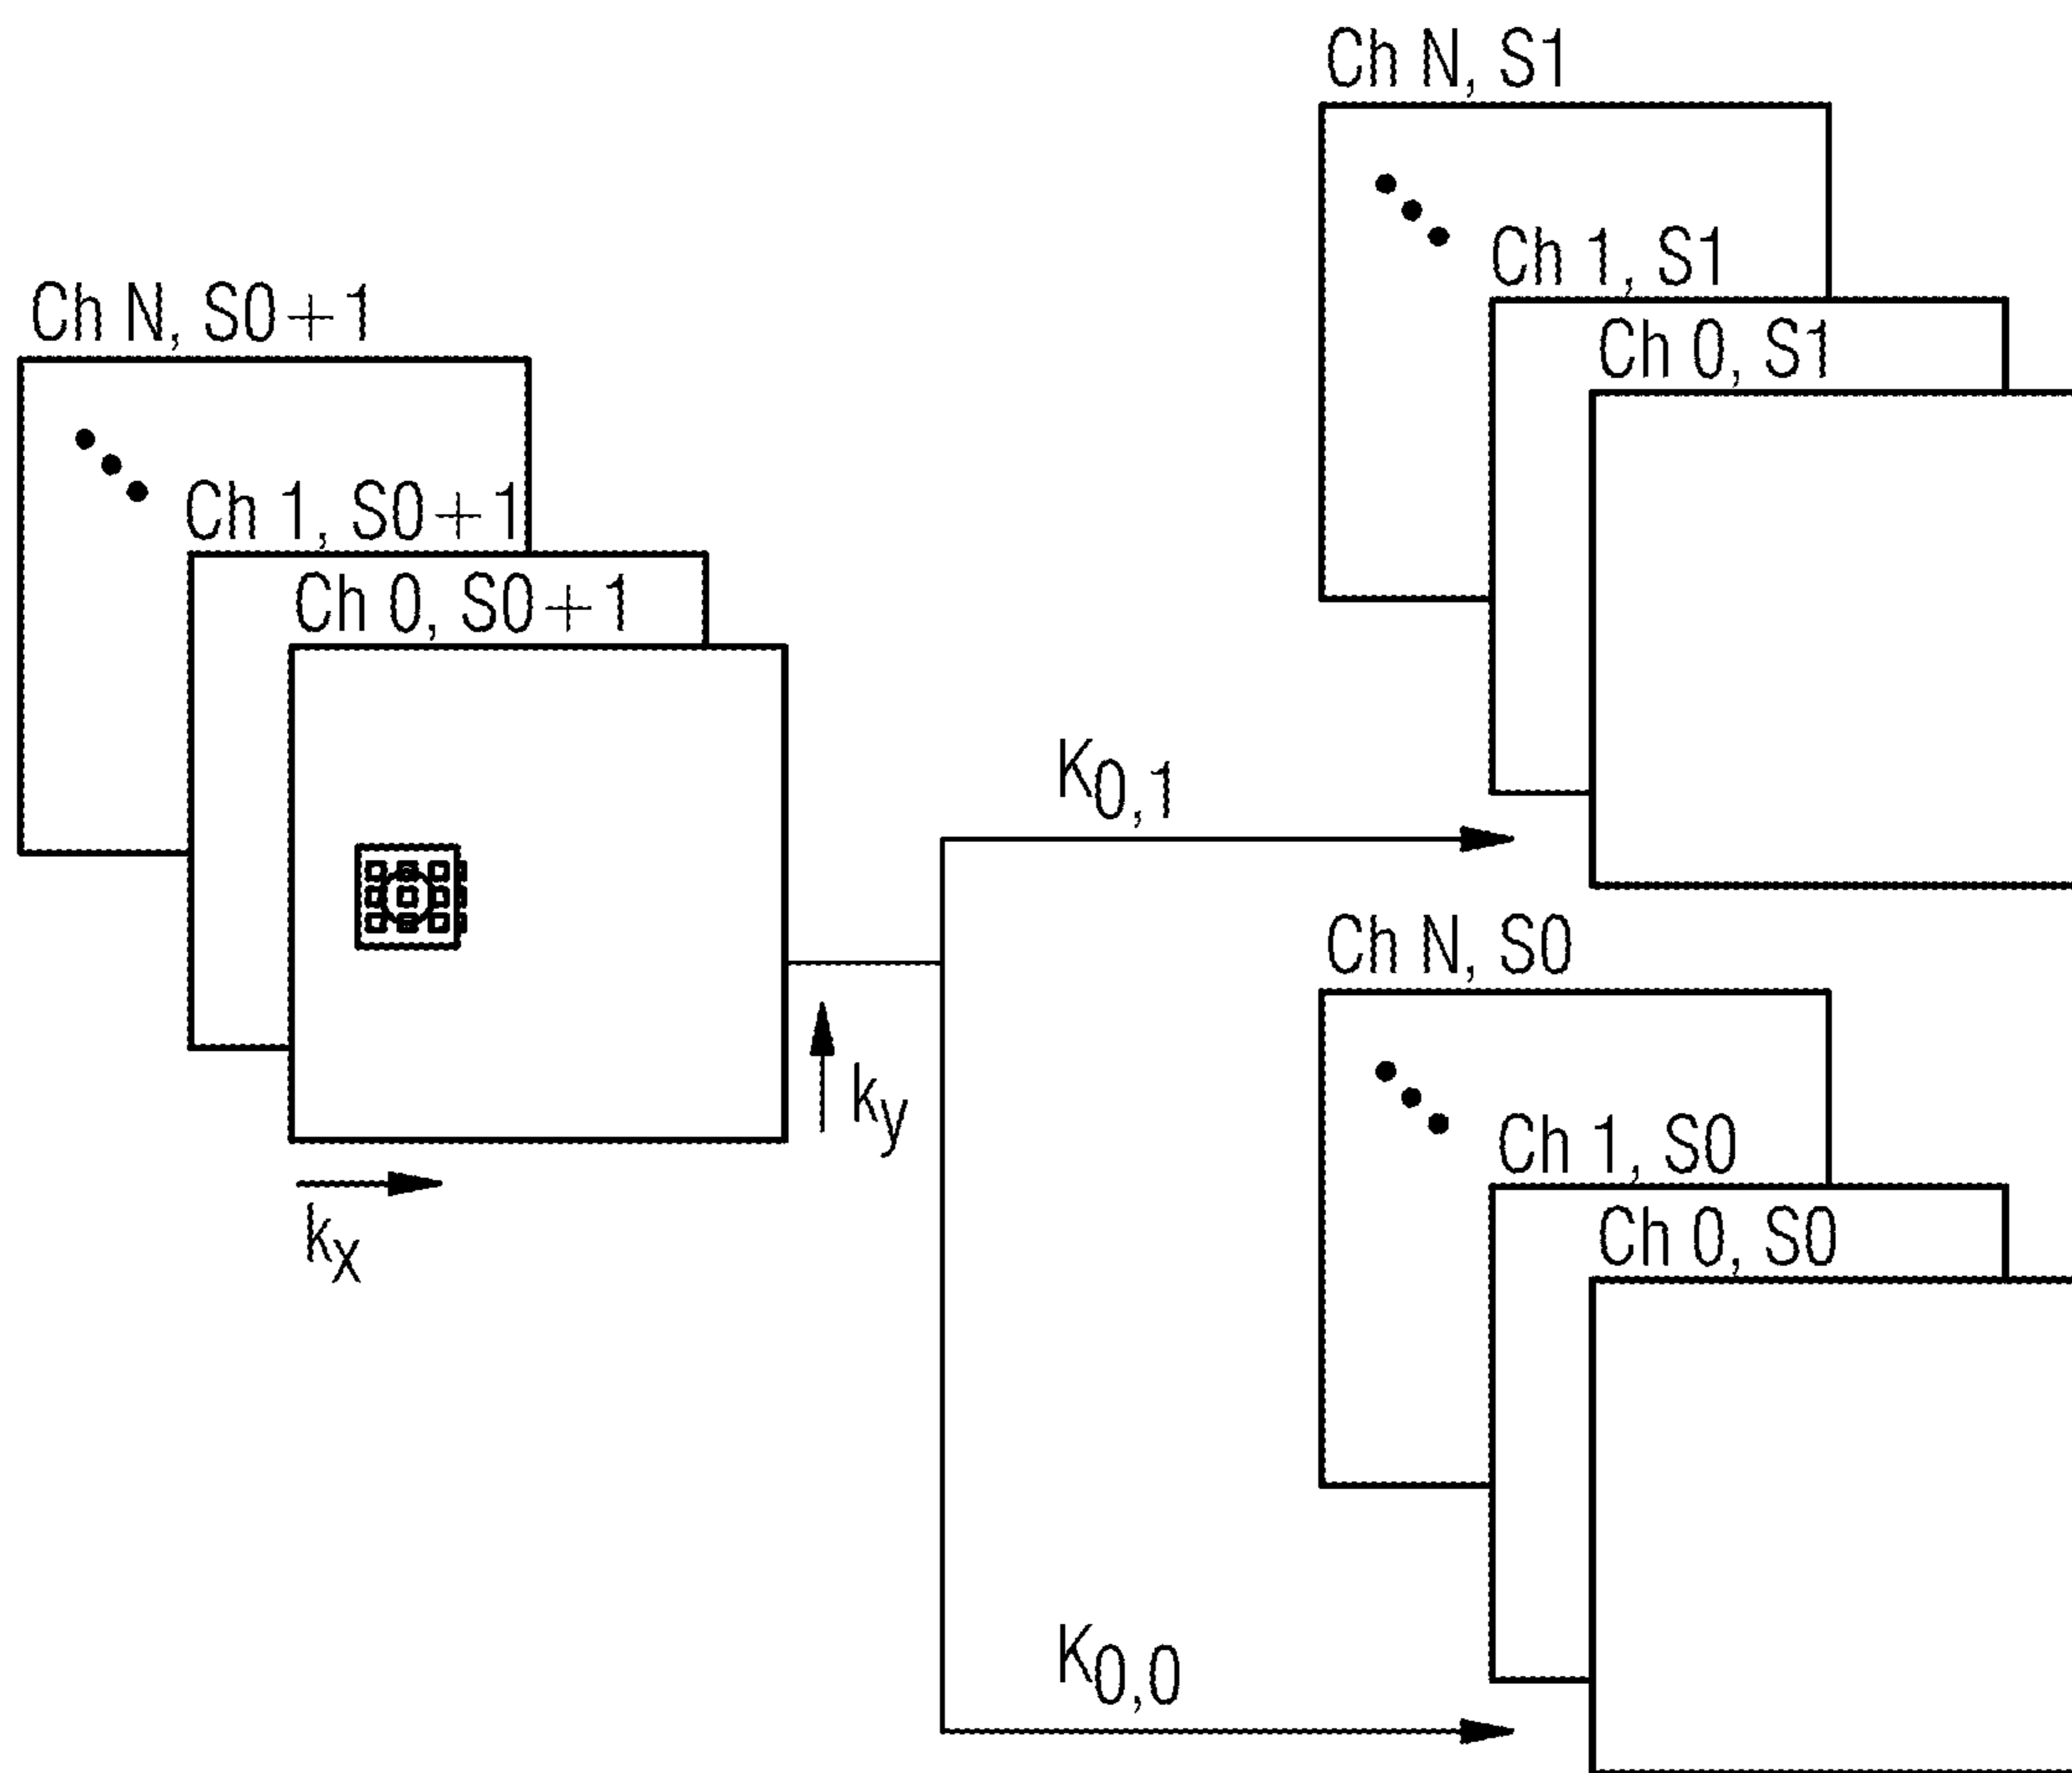 Ch N, S1
Ch 1, S1
Ch 0, S1
Ch N, S0+1
Ch 1, S0+1
Ch 0, S0+1
K0,1
ky
kx
Ch N, S0
Ch 1, S0
Ch 0, S0
K0,0